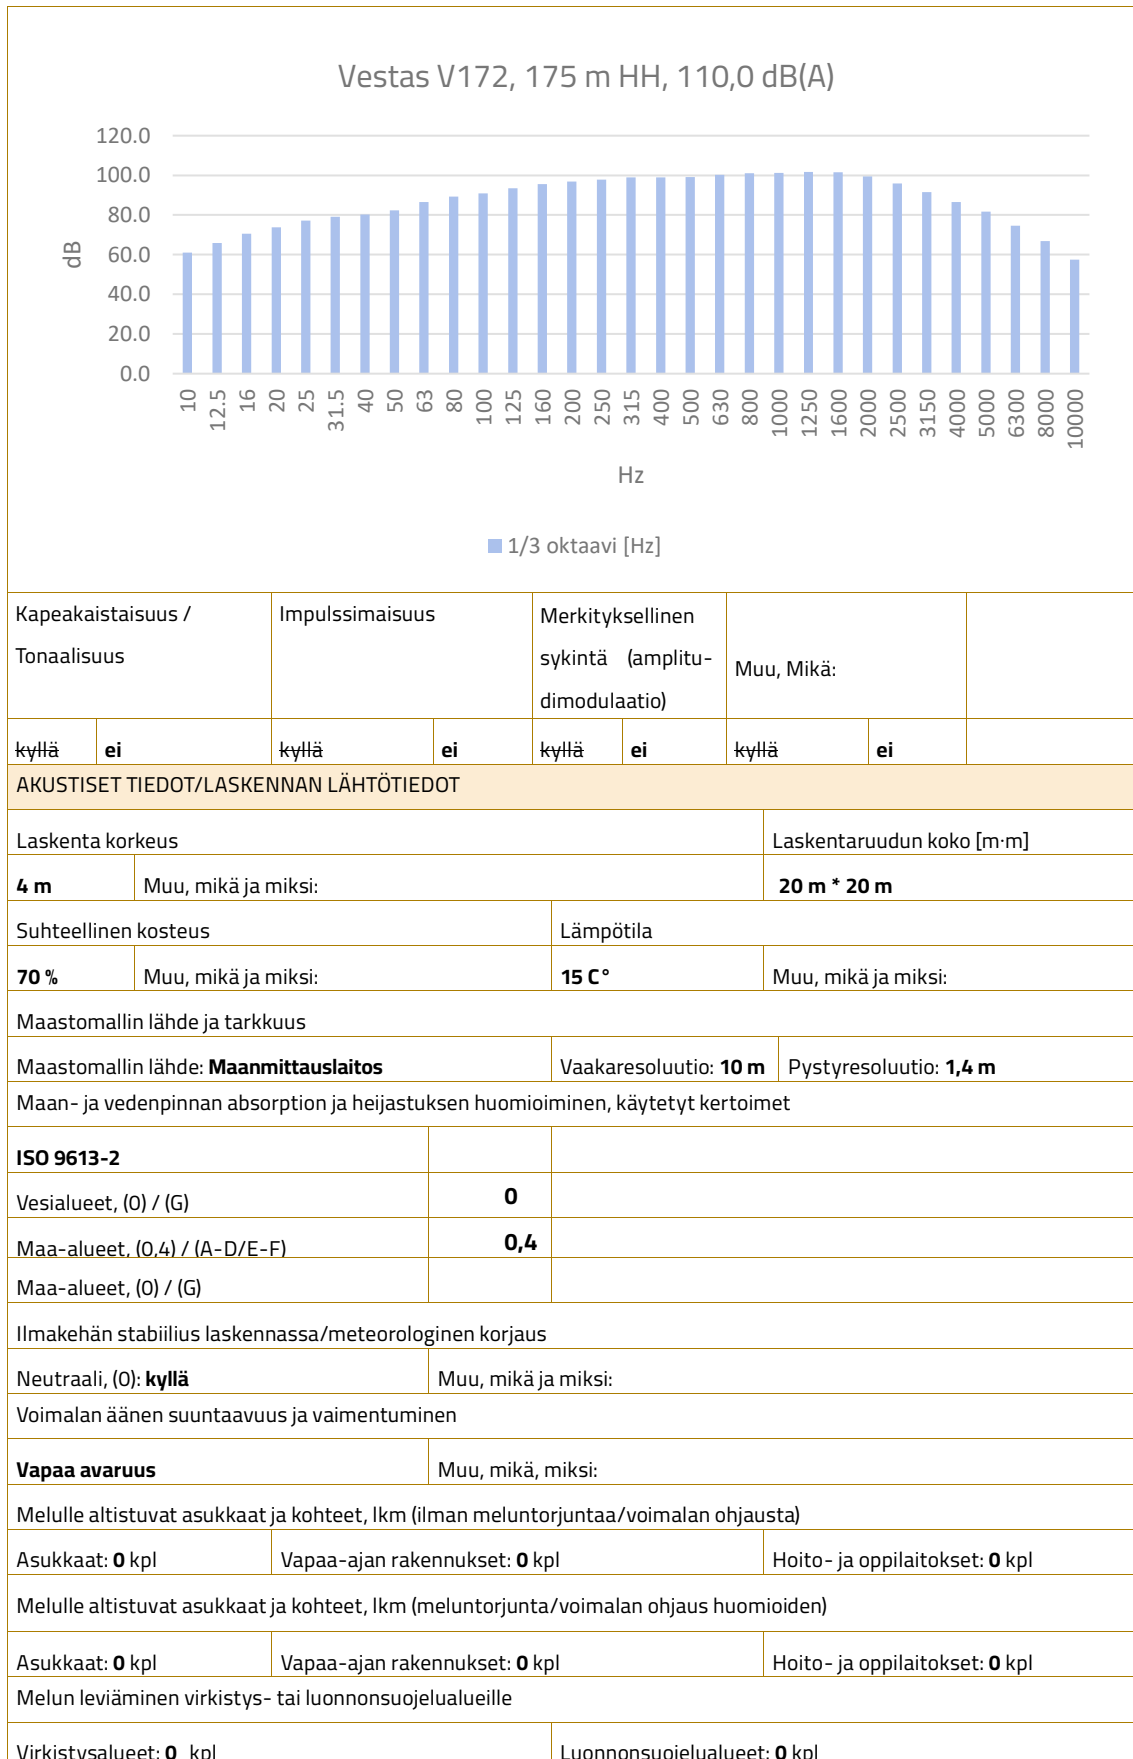 Vestas V172, 175 m HH, 110,0 dB(A)
120.0
100.0
80.0
60.0
40.0
20.0
0.0
dB
10 12.5 16 20 25 31.5 40 50 63 80 100 125 160 200 250 315 400 500 630 800 1000 1250 1600 2000 2500 3150 4000 5000 6300 8000 10000
Hz
1/3 oktaavi [Hz]
Kapeakaistaisuus /
Tonaalisuus
Impulssimaisuus
Merkityksellinen
sykintä (amplitu-
dimodulaatio)
Muu, Mikä:
kyllä ei kyllä ei kyllä ei kyllä ei
AKUSTISET TIEDOT/LASKENNAN LÄHTÖTIEDOT
Laskenta korkeus Laskentaruudun koko [m·m]
4 m Muu, mikä ja miksi: 20 m * 20 m
Suhteellinen kosteus Lämpötila
70 % Muu, mikä ja miksi: 15 C° Muu, mikä ja miksi:
Maastomallin lähde ja tarkkuus
Maastomallin lähde: Maanmittauslaitos Vaakaresoluutio: 10 m Pystyresoluutio: 1,4 m
Maan- ja vedenpinnan absorption ja heijastuksen huomioiminen, käytetyt kertoimet
ISO 9613-2
Vesialueet, (0) / (G) 0
Maa-alueet, (0,4) / (A-D/E-F) 0,4
Maa-alueet, (0) / (G)
Ilmakehän stabiilius laskennassa/meteorologinen korjaus
Neutraali, (0): kyllä Muu, mikä ja miksi:
Voimalan äänen suuntaavuus ja vaimentuminen
Vapaa avaruus Muu, mikä, miksi:
Melulle altistuvat asukkaat ja kohteet, lkm (ilman meluntorjuntaa/voimalan ohjausta)
Asukkaat: 0 kpl Vapaa-ajan rakennukset: 0 kpl Hoito- ja oppilaitokset: 0 kpl
Melulle altistuvat asukkaat ja kohteet, lkm (meluntorjunta/voimalan ohjaus huomioiden)
Asukkaat: 0 kpl Vapaa-ajan rakennukset: 0 kpl Hoito- ja oppilaitokset: 0 kpl
Melun leviäminen virkistys- tai luonnonsuojelualueille
Virkistysalueet: 0 kpl Luonnonsuojelualueet: 0 kpl